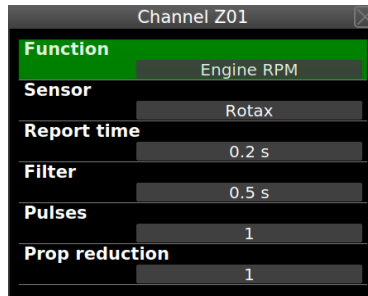 Channel Z01
Function
Engine RPM
Sensor
Rotax
Report time
0.2 s
Filter
0.5 s
Pulses
1
Prop reduction
1